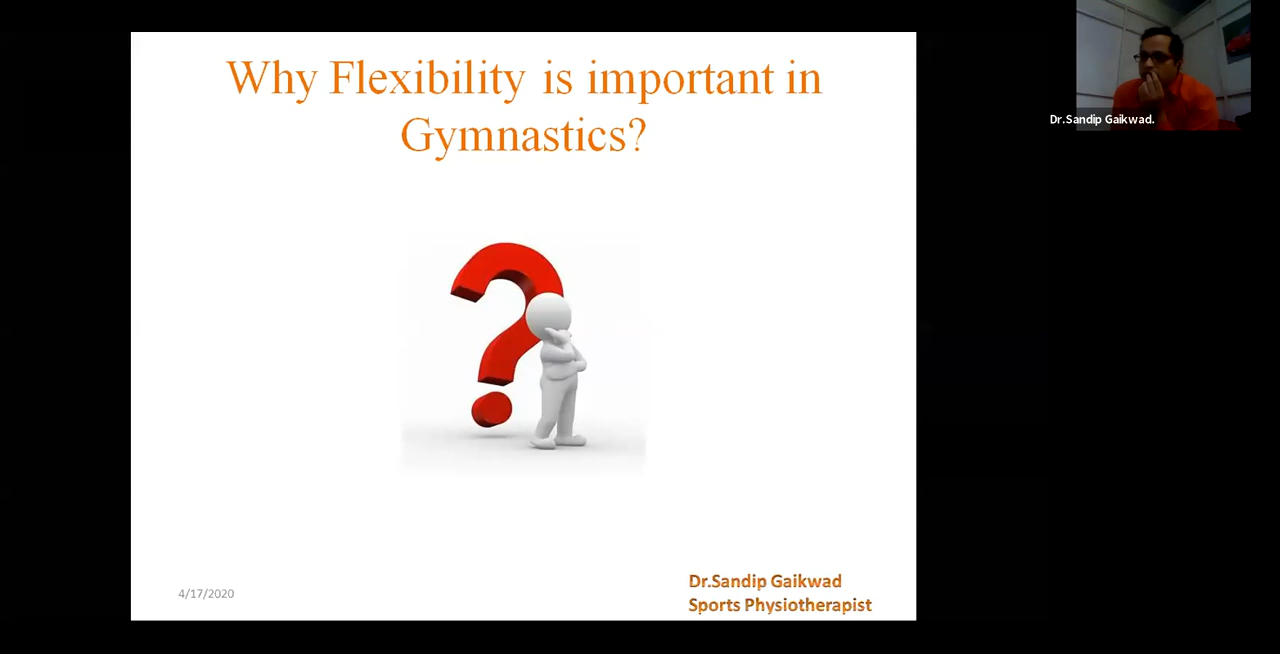 Why Flexibility is important in
Gymnastics?
Dr.Sandip Gaikwad.
4/17/2020
Dr.Sandip Gaikwad
Sports Physiotherapist